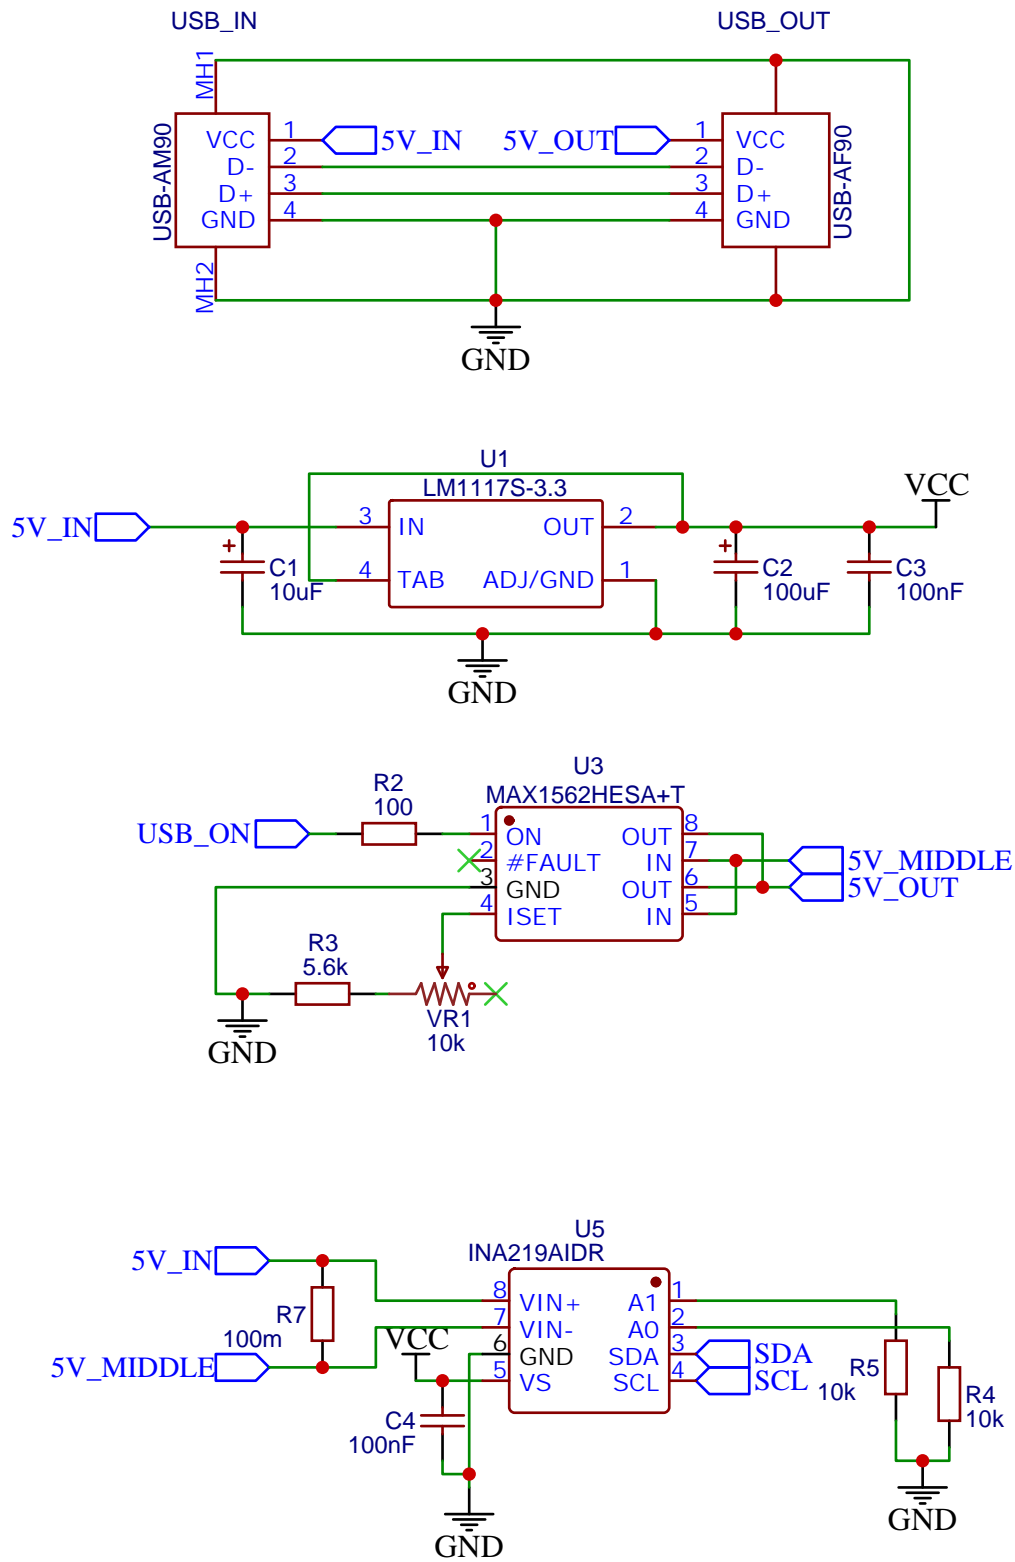 USB_IN
USB_OUT
MH1
USB-AM90
VCC 1
D- 2
D+ 3
GND 4
MH2
5V_IN
5V_OUT
1 VCC
2 D-
3 D+
4 GND
USB-AF90
GND
U1
LM1117S-3.3
5V_IN
3 IN
OUT 2
4 TAB
ADJ/GND 1
VCC
+
C1
10uF
+
C2
100uF
C3
100nF
GND
U3
MAX1562HESA+T
R2
100
USB_ON
1 ON
2 #FAULT
3 GND
4 ISET
OUT 8
IN 7
OUT 6
IN 5
5V_MIDDLE
5V_OUT
R3
5.6k
VR1
10k
GND
U5
INA219AIDR
5V_IN
R7
100m
5V_MIDDLE
VCC
8 VIN+
7 VIN-
6 GND
5 VS
A1 1
A0 2
SDA 3
SCL 4
SDA
SCL
C4
100nF
R5
10k
R4
10k
GND
GND